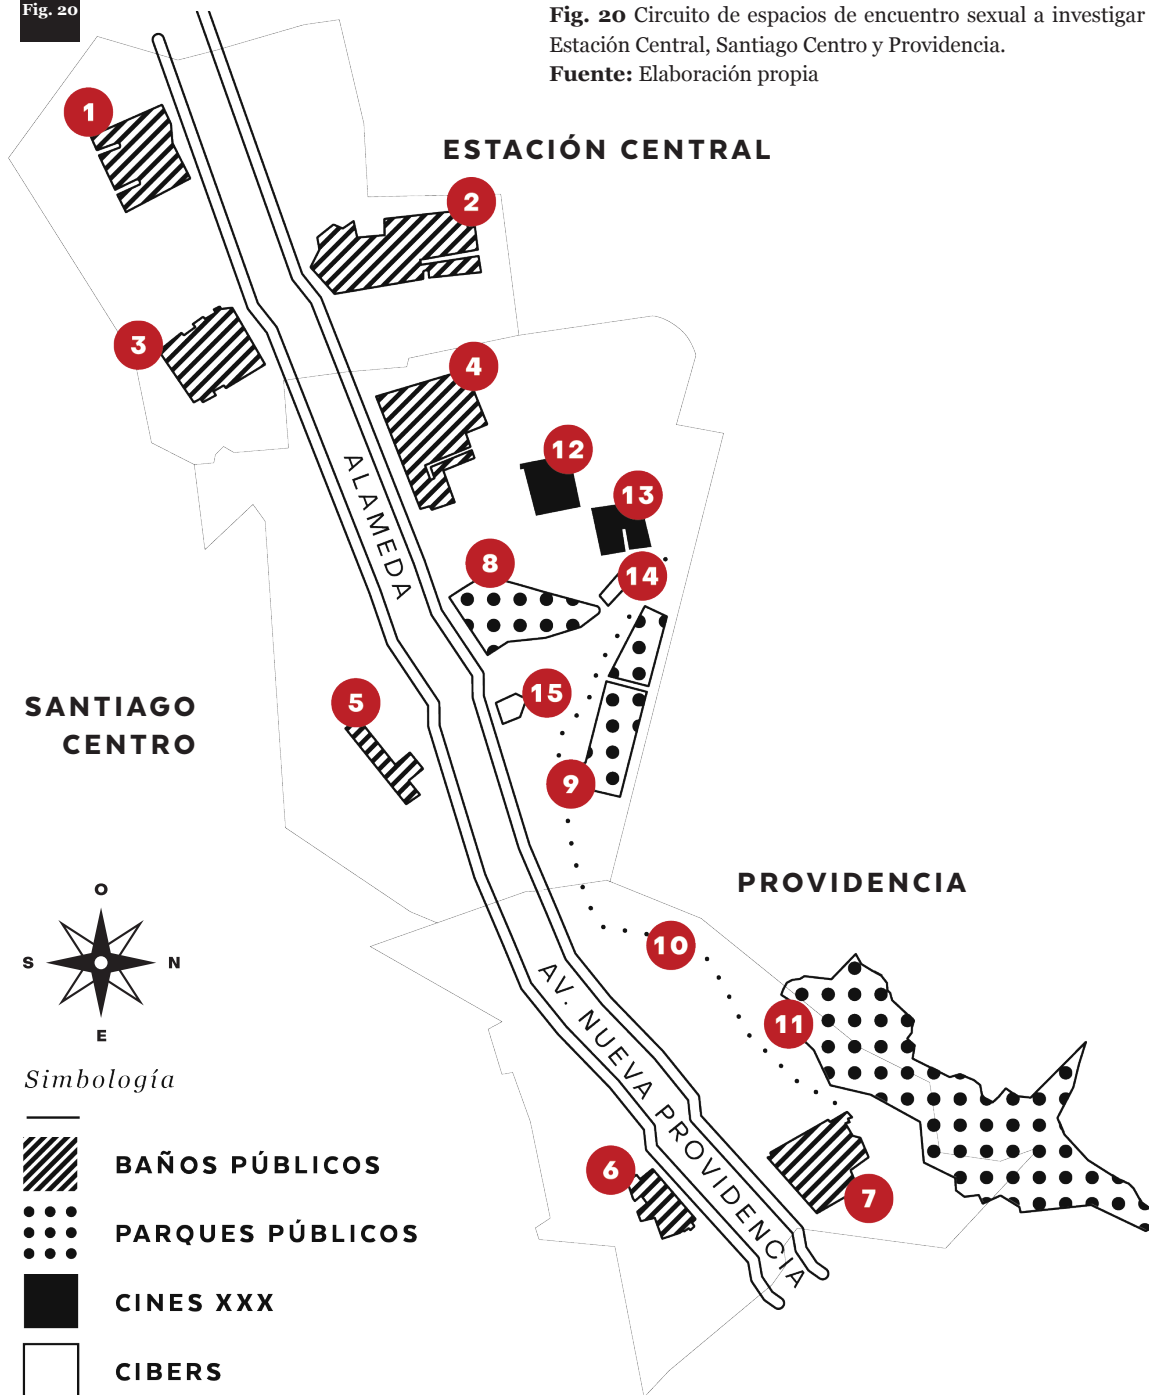 Fig. 20
Fig. 20 Circuito de espacios de encuentro sexual a investigar
Estación Central, Santiago Centro y Providencia.
Fuente: Elaboración propia
1
ESTACIÓN CENTRAL
2
3
4
12
ALAMEDA
13
8
14
SANTIAGO
CENTRO
5
15
9
PROVIDENCIA
O
S
N
E
10
AV. NUEVA PROVIDENCIA
11
6
7
Simbología
BAÑOS PÚBLICOS
PARQUES PÚBLICOS
CINES XXX
CIBERS